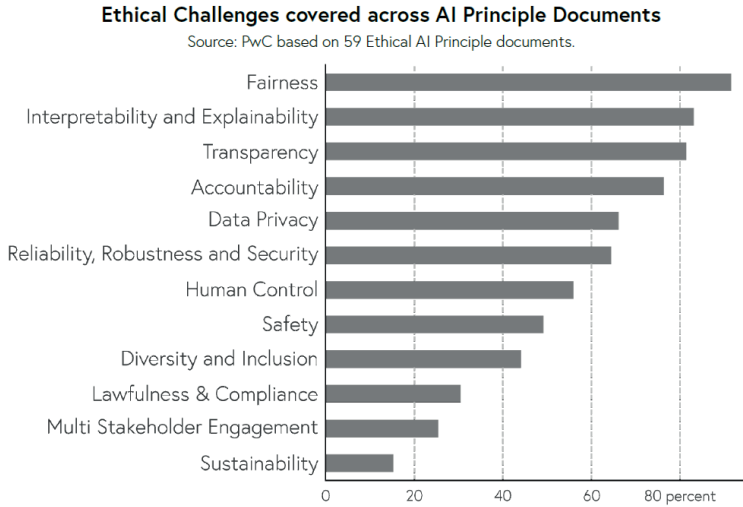 Ethical Challenges covered across AI Principle Documents
Source: PwC based on 59 Ethical AI Principle documents.
Fairness
Interpretability and Explainability
Transparency
Accountability
Data Privacy
Reliability, Robustness and Security
Human Control
Safety
Diversity and Inclusion
Lawfulness & Compliance
Multi Stakeholder Engagement
Sustainability
0 20 40 60 80 percent